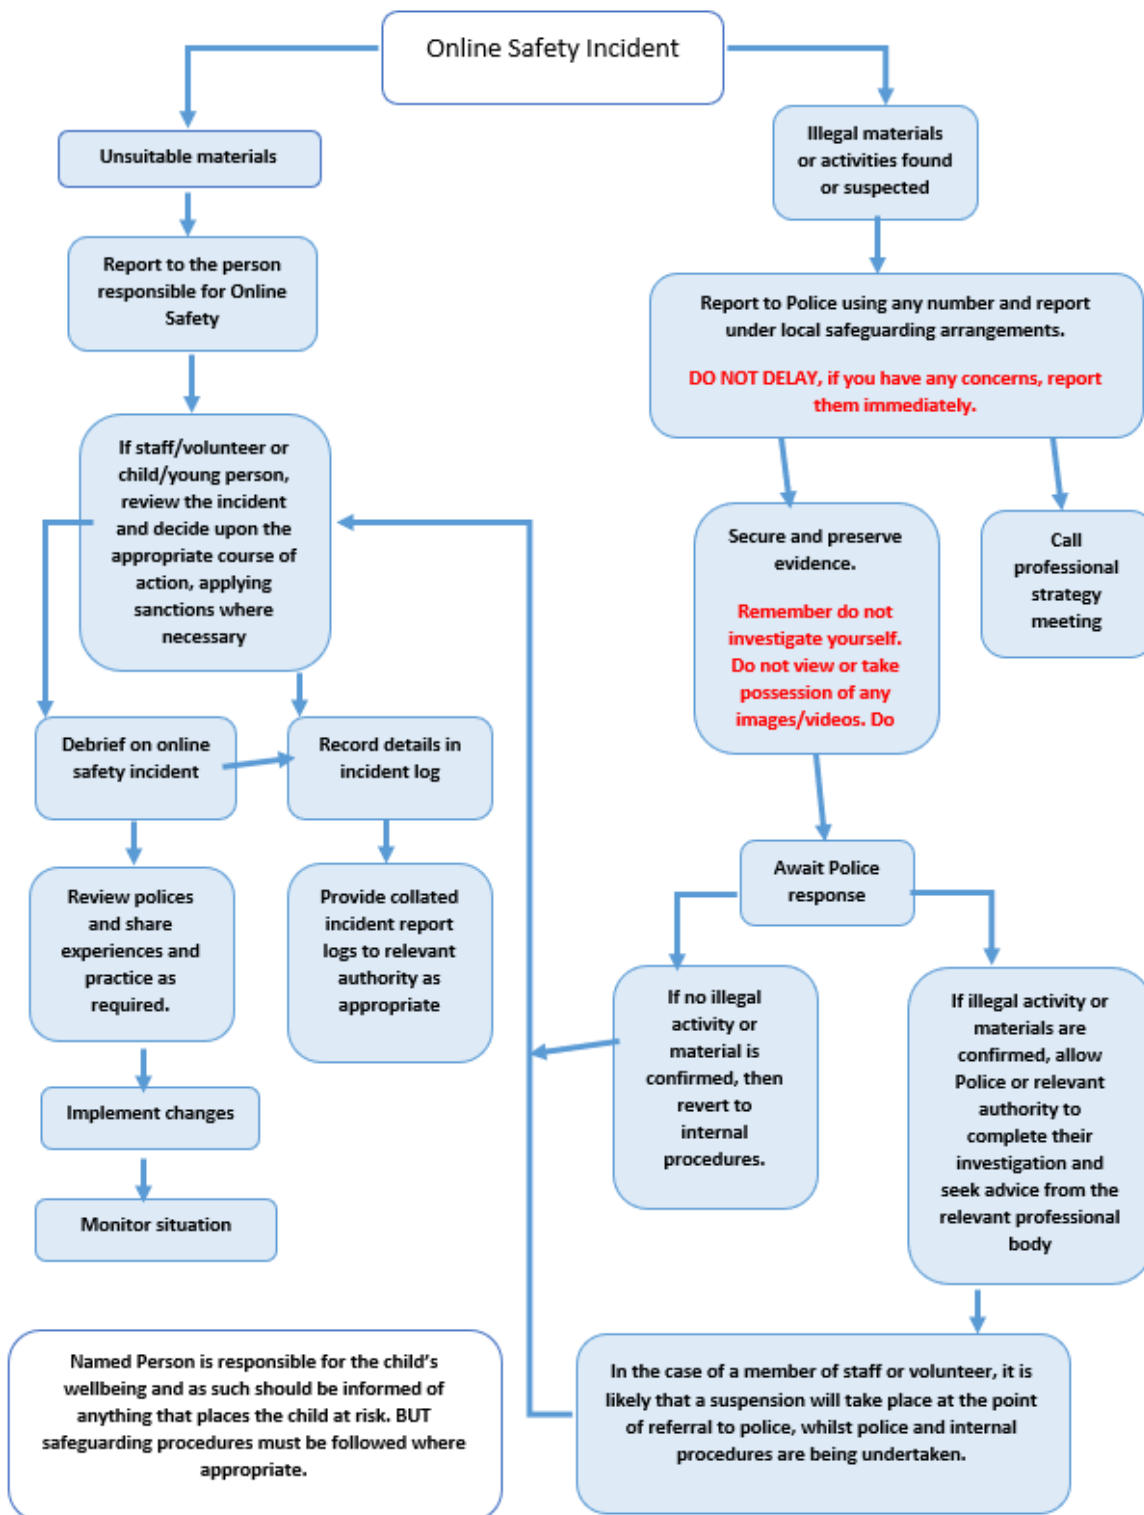 Online Safety Incident
Unsuitable materials
Illegal materials
or activities found
or suspected
Report to the person
responsible for Online
Safety
Report to Police using any number and report
under local safeguarding arrangements.
DO NOT DELAY, if you have any concerns, report
them immediately.
If staff/volunteer or
child/young person,
review the incident
and decide upon the
appropriate course of
action, applying
sanctions where
necessary
Secure and preserve
evidence.
Remember do not
investigate yourself.
Do not view or take
possession of any
images/videos. Do
Call
professional
strategy
meeting
Debrief on online
safety incident
Record details in
incident log
Review polices
and share
experiences and
practice as
required.
Provide collated
incident report
logs to relevant
authority as
appropriate
Await Police
response
If no illegal
activity or
material is
confirmed, then
revert to
internal
procedures.
If illegal activity or
materials are
confirmed, allow
Police or relevant
authority to
complete their
investigation and
seek advice from the
relevant professional
body
Implement changes
Monitor situation
Named Person is responsible for the child's
wellbeing and as such should be informed of
anything that places the child at risk. BUT
safeguarding procedures must be followed where
appropriate.
In the case of a member of staff or volunteer, it is
likely that a suspension will take place at the point
of referral to police, whilst police and internal
procedures are being undertaken.